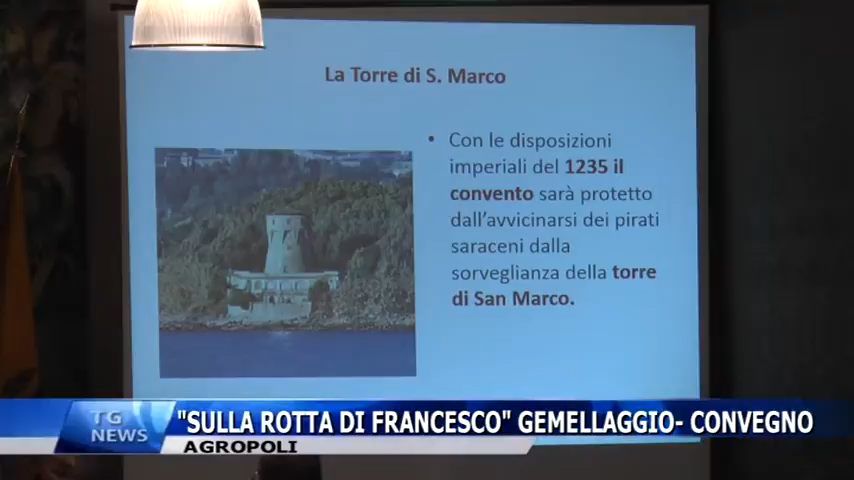 La Torre di S. Marco
• Con le disposizioni
imperiali del 1235 il
convento sarà protetto
dall'avvicinarsi dei pirati
saraceni dalla
sorveglianza della torre
di San Marco.
TG
NEWS
"SULLA ROTTA DI FRANCESCO" GEMELLAGGIO- CONVEGNO
AGROPOLI